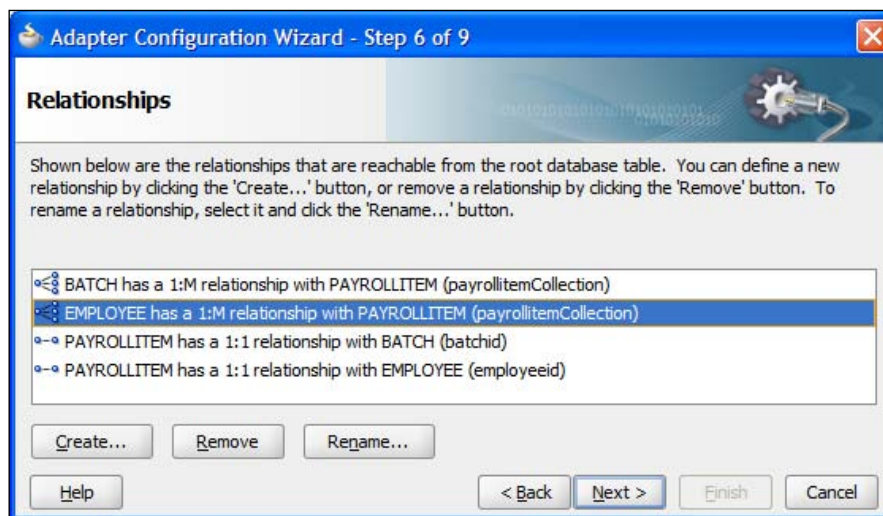 Adapter Configuration Wizard - Step 6 of 9
Relationships
Shown below are the relationships that are reachable from the root database table. You can define a new
relationship by clicking the 'Create...' button, or remove a relationship by clicking the 'Remove' button. To
rename a relationship, select it and click the 'Rename...' button.
BATCH has a 1:M relationship with PAYROLLITEM (payrollitemCollection)
EMPLOYEE has a 1:M relationship with PAYROLLITEM (payrollitemCollection)
PAYROLLITEM has a 1:1 relationship with BATCH (batchid)
PAYROLLITEM has a 1:1 relationship with EMPLOYEE (employeeid)
Create... Remove Rename...
Help < Back Next > Finish Cancel